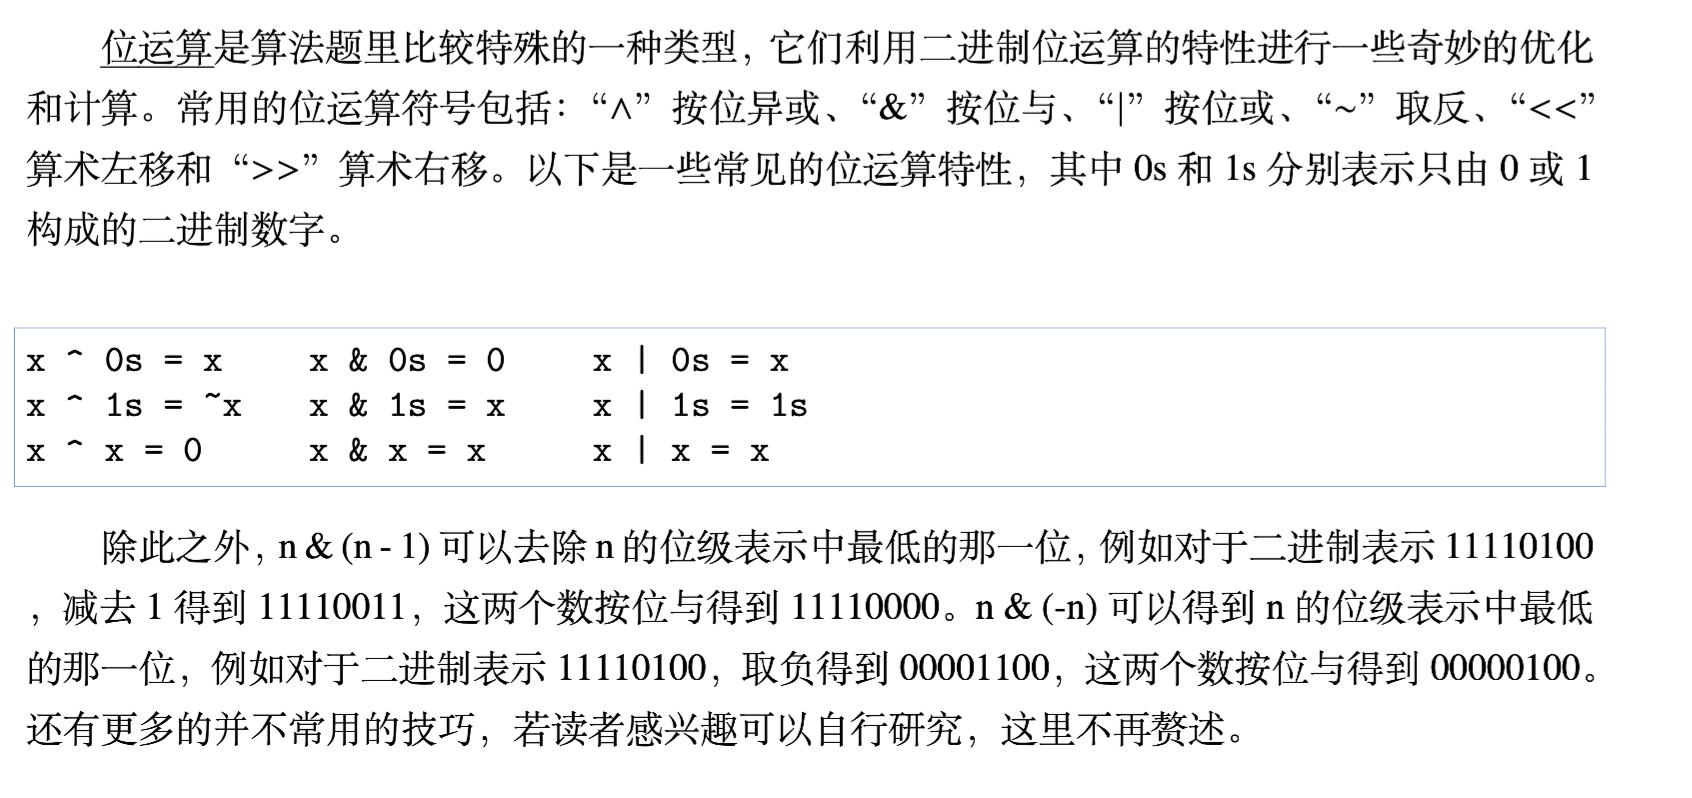 位运算是算法题里比较特殊的一种类型，它们利用二进制位运算的特性进行一些奇妙的优化
和计算。常用的位运算符号包括：“∧”按位异或、“&”按位与、“|”按位或、“~”取反、“<<”
算术左移和“>>”算术右移。以下是一些常见的位运算特性，其中 0s 和 1s 分别表示只由 0 或 1
构成的二进制数字。
x ^ 0s = x    x & 0s = 0    x | 0s = x
x ^ 1s = ~x   x & 1s = x    x | 1s = 1s
x ^ x = 0     x & x = x     x | x = x
除此之外，n & (n - 1) 可以去除 n 的位级表示中最低的那一位，例如对于二进制表示 11110100
，减去 1 得到 11110011，这两个数按位与得到 11110000。n & (-n) 可以得到 n 的位级表示中最低
的那一位，例如对于二进制表示 11110100，取负得到 00001100，这两个数按位与得到 00000100。
还有更多的并不常用的技巧，若读者感兴趣可以自行研究，这里不再赘述。